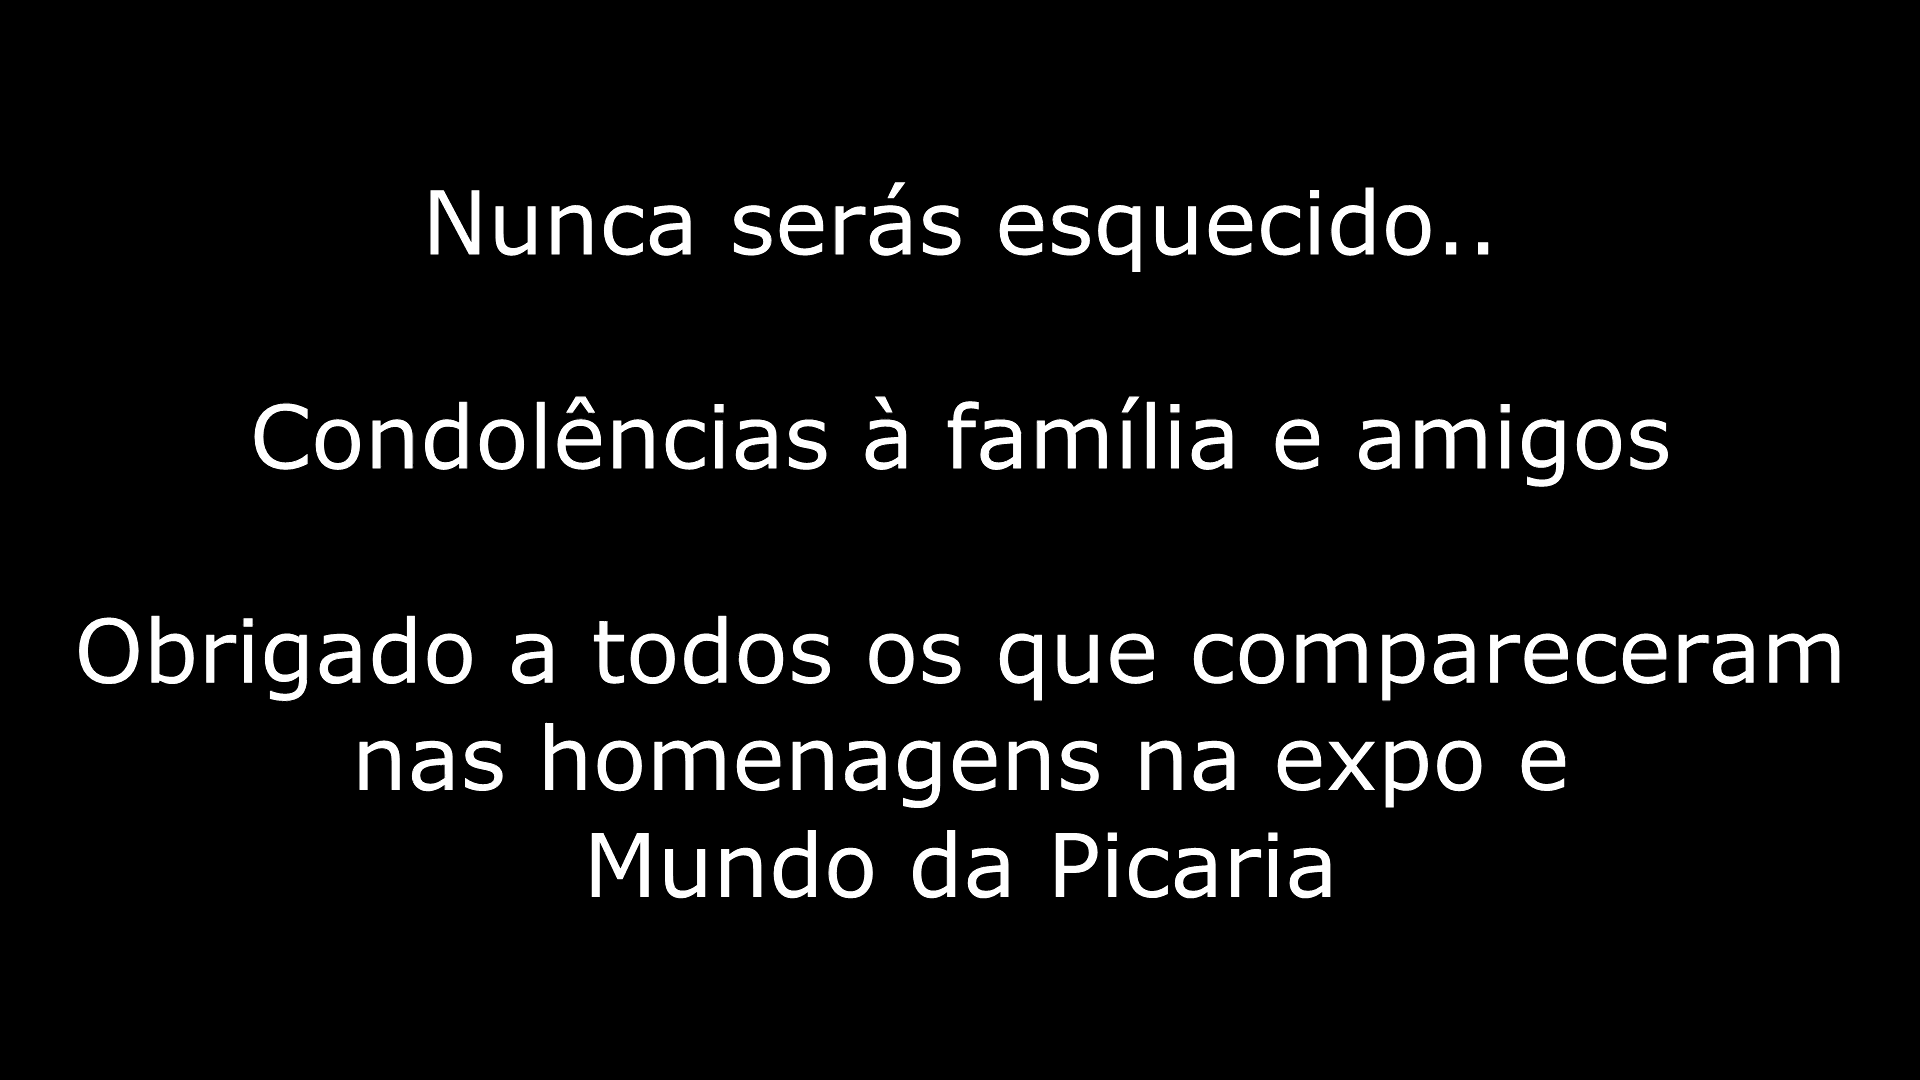 Nunca serás esquecido..
Condolências à família e amigos
Obrigado a todos os que compareceram
nas homenagens na expo e
Mundo da Picaria